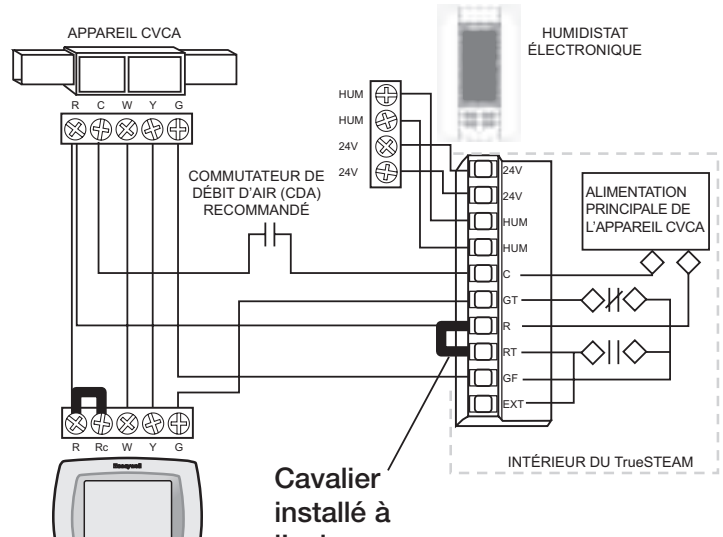 APPAREIL CVCA
HUMIDISTAT
ÉLECTRONIQUE
R C W Y G
HUM
HUM
24V
24V
COMMUTATEUR DE
DÉBIT D'AIR (CDA)
RECOMMANDÉ
24V
24V
HUM
HUM
C
GT
R
RT
GF
EXT
ALIMENTATION
PRINCIPALE DE
L'APPAREIL CVCA
INTÉRIEUR DU TrueSTEAM
R Rc W Y G
Honeywell
Cavalier
installé à